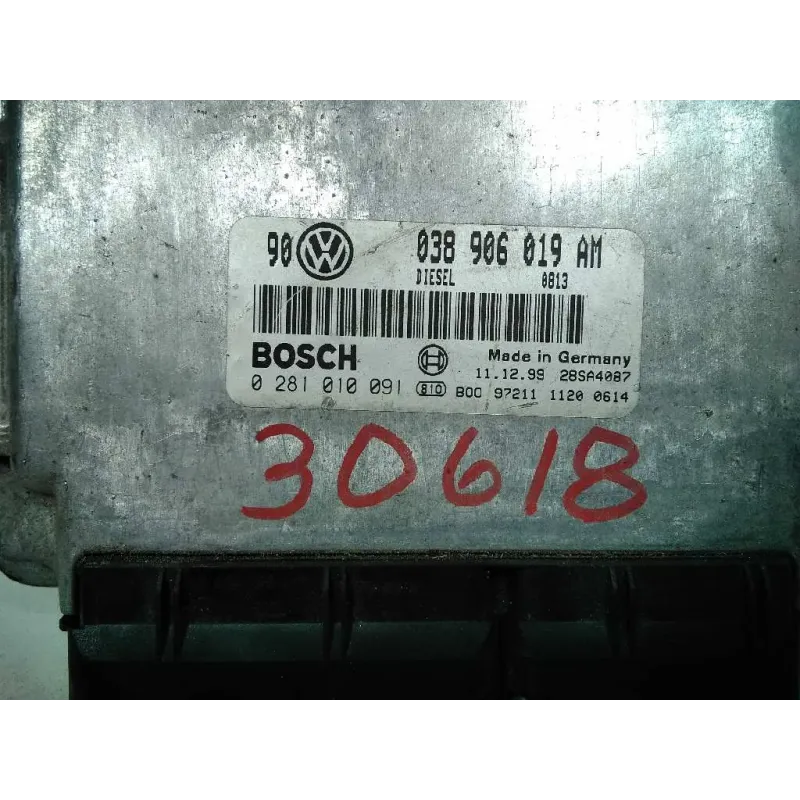 90 VW 038 906 019 AM
DIESEL 0813
BOSCH Made in Germany
11.12.99 28SA4087
0 281 010 091 810 B00 97211 1120 0614
30618